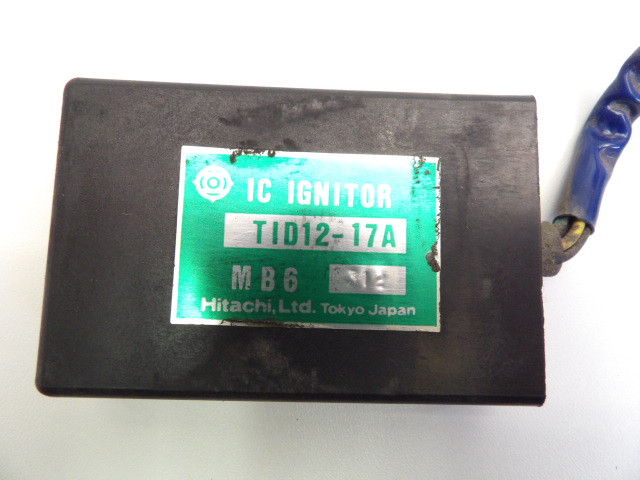 IC IGNITOR
TID12-17A
MB6
Hitachi, Ltd. Tokyo Japan